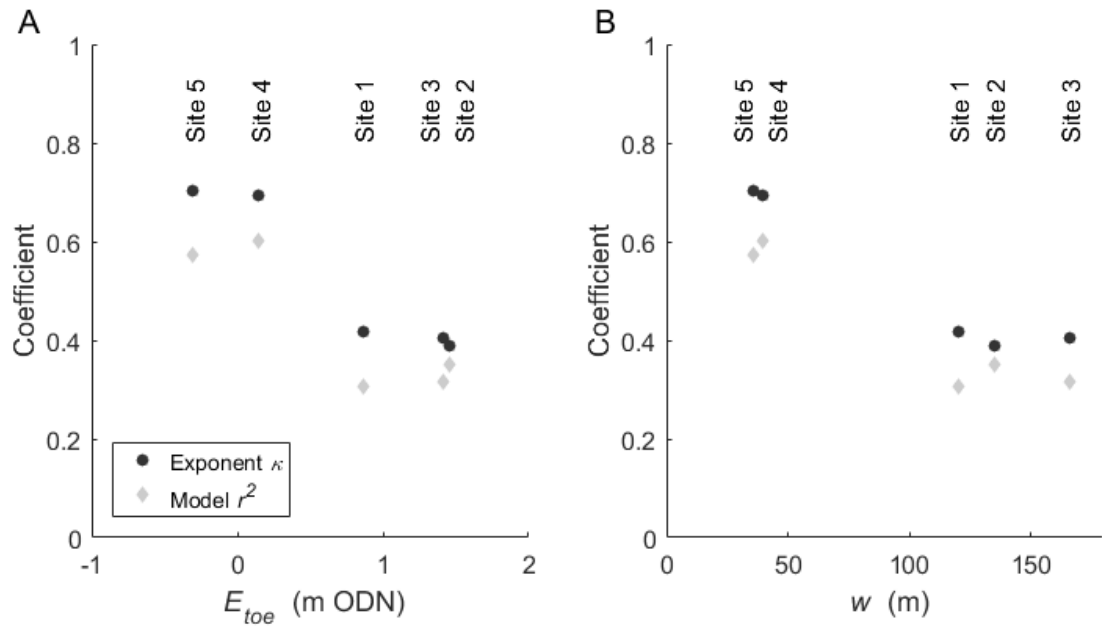 A
1
0.8
0.6
0.4
0.2
0
-1
0
1
2
Coefficient
E_toe (m ODN)
Site 5
Site 4
Site 1
Site 3
Site 2
Exponent κ
Model r²
B
1
0.8
0.6
0.4
0.2
0
0
50
100
150
Coefficient
w (m)
Site 5
Site 4
Site 1
Site 2
Site 3